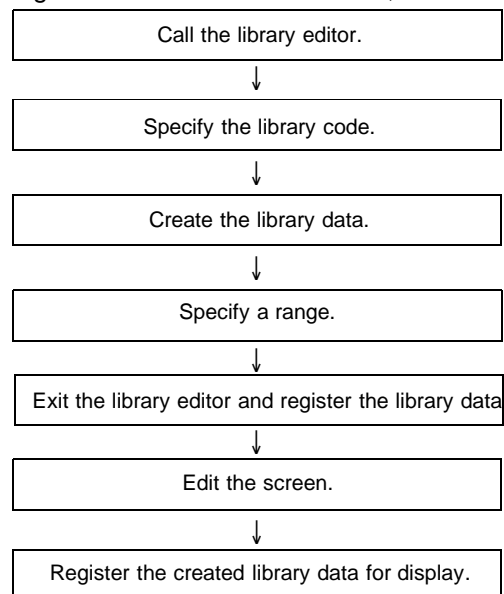 Call the library editor.
Specify the library code.
Create the library data.
Specify a range.
Exit the library editor and register the library data
Edit the screen.
Register the created library data for display.